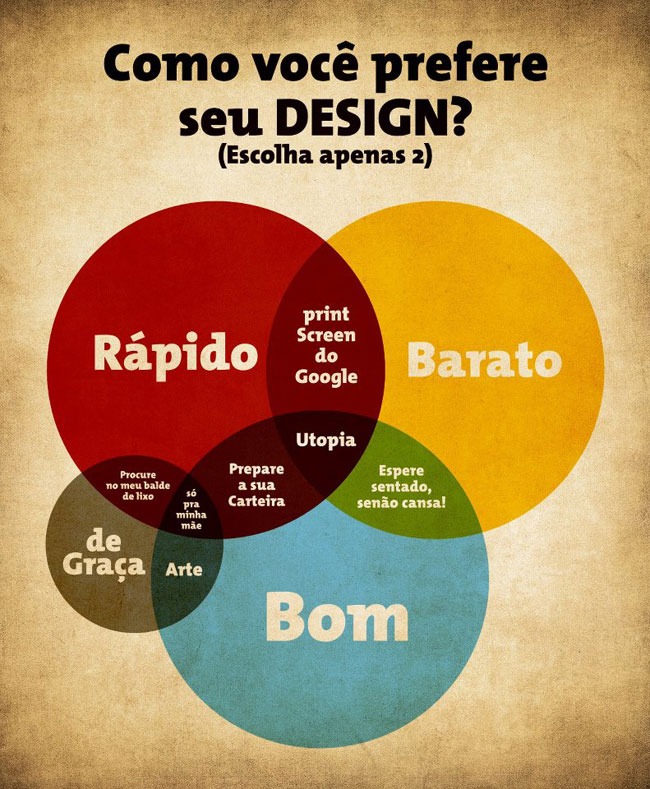 Como você prefere
seu DESIGN?
(Escolha apenas 2)
Rápido
print
Screen
do
Google
Barato
Utopia
Prepare
a sua
Carteira
Espere
sentado,
senão cansa!
Procure
no meu balde
de lixo
só
pra
minha
mãe
de
Graça
Arte
Bom